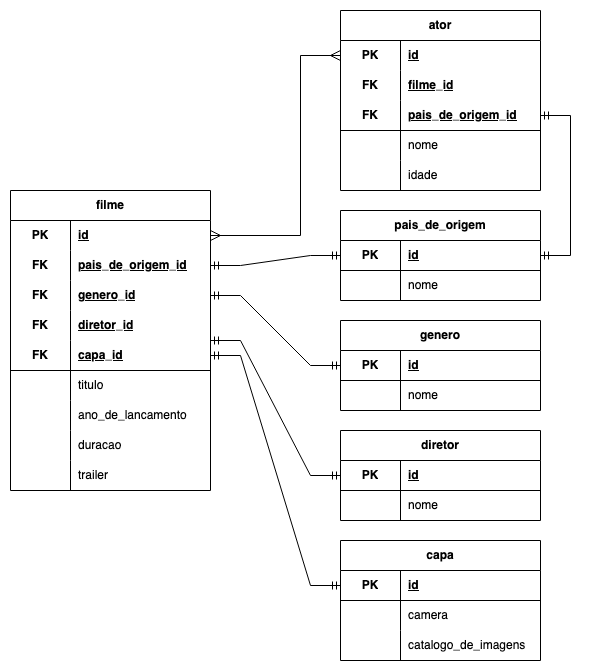 ator
PK id
FK filme_id
FK pais_de_origem_id
nome
idade
filme
PK id
FK pais_de_origem_id
FK genero_id
FK diretor_id
FK capa_id
titulo
ano_de_lancamento
duracao
trailer
pais_de_origem
PK id
nome
genero
PK id
nome
diretor
PK id
nome
capa
PK id
camera
catalogo_de_imagens